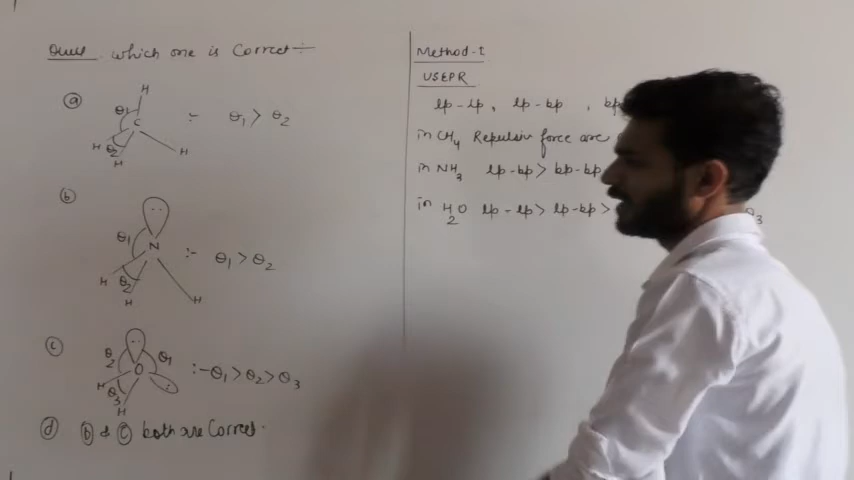 Ques which one is Correct :-
ⓐ H θ1 C H θ2 H H :- θ1 > θ2
ⓑ θ1 N H θ2 H H :- θ1 > θ2
ⓒ θ2 O θ1 H θ3 H :- θ1 > θ2 > θ3
ⓓ ⓑ & ⓒ both are Correct.
Method-1
VSEPR
lp-lp, lp-bp, bp
in CH4 Repulsive force are
in NH3 lp-bp > bp-bp
in H2O lp-lp > lp-bp > θ3